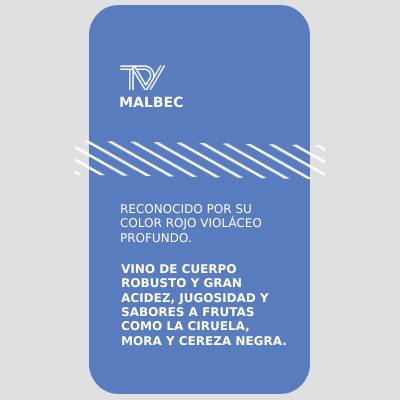 TDV
MALBEC
RECONOCIDO POR SU
COLOR ROJO VIOLÁCEO
PROFUNDO.
VINO DE CUERPO
ROBUSTO Y GRAN
ACIDEZ, JUGOSIDAD Y
SABORES A FRUTAS
COMO LA CIRUELA,
MORA Y CEREZA NEGRA.